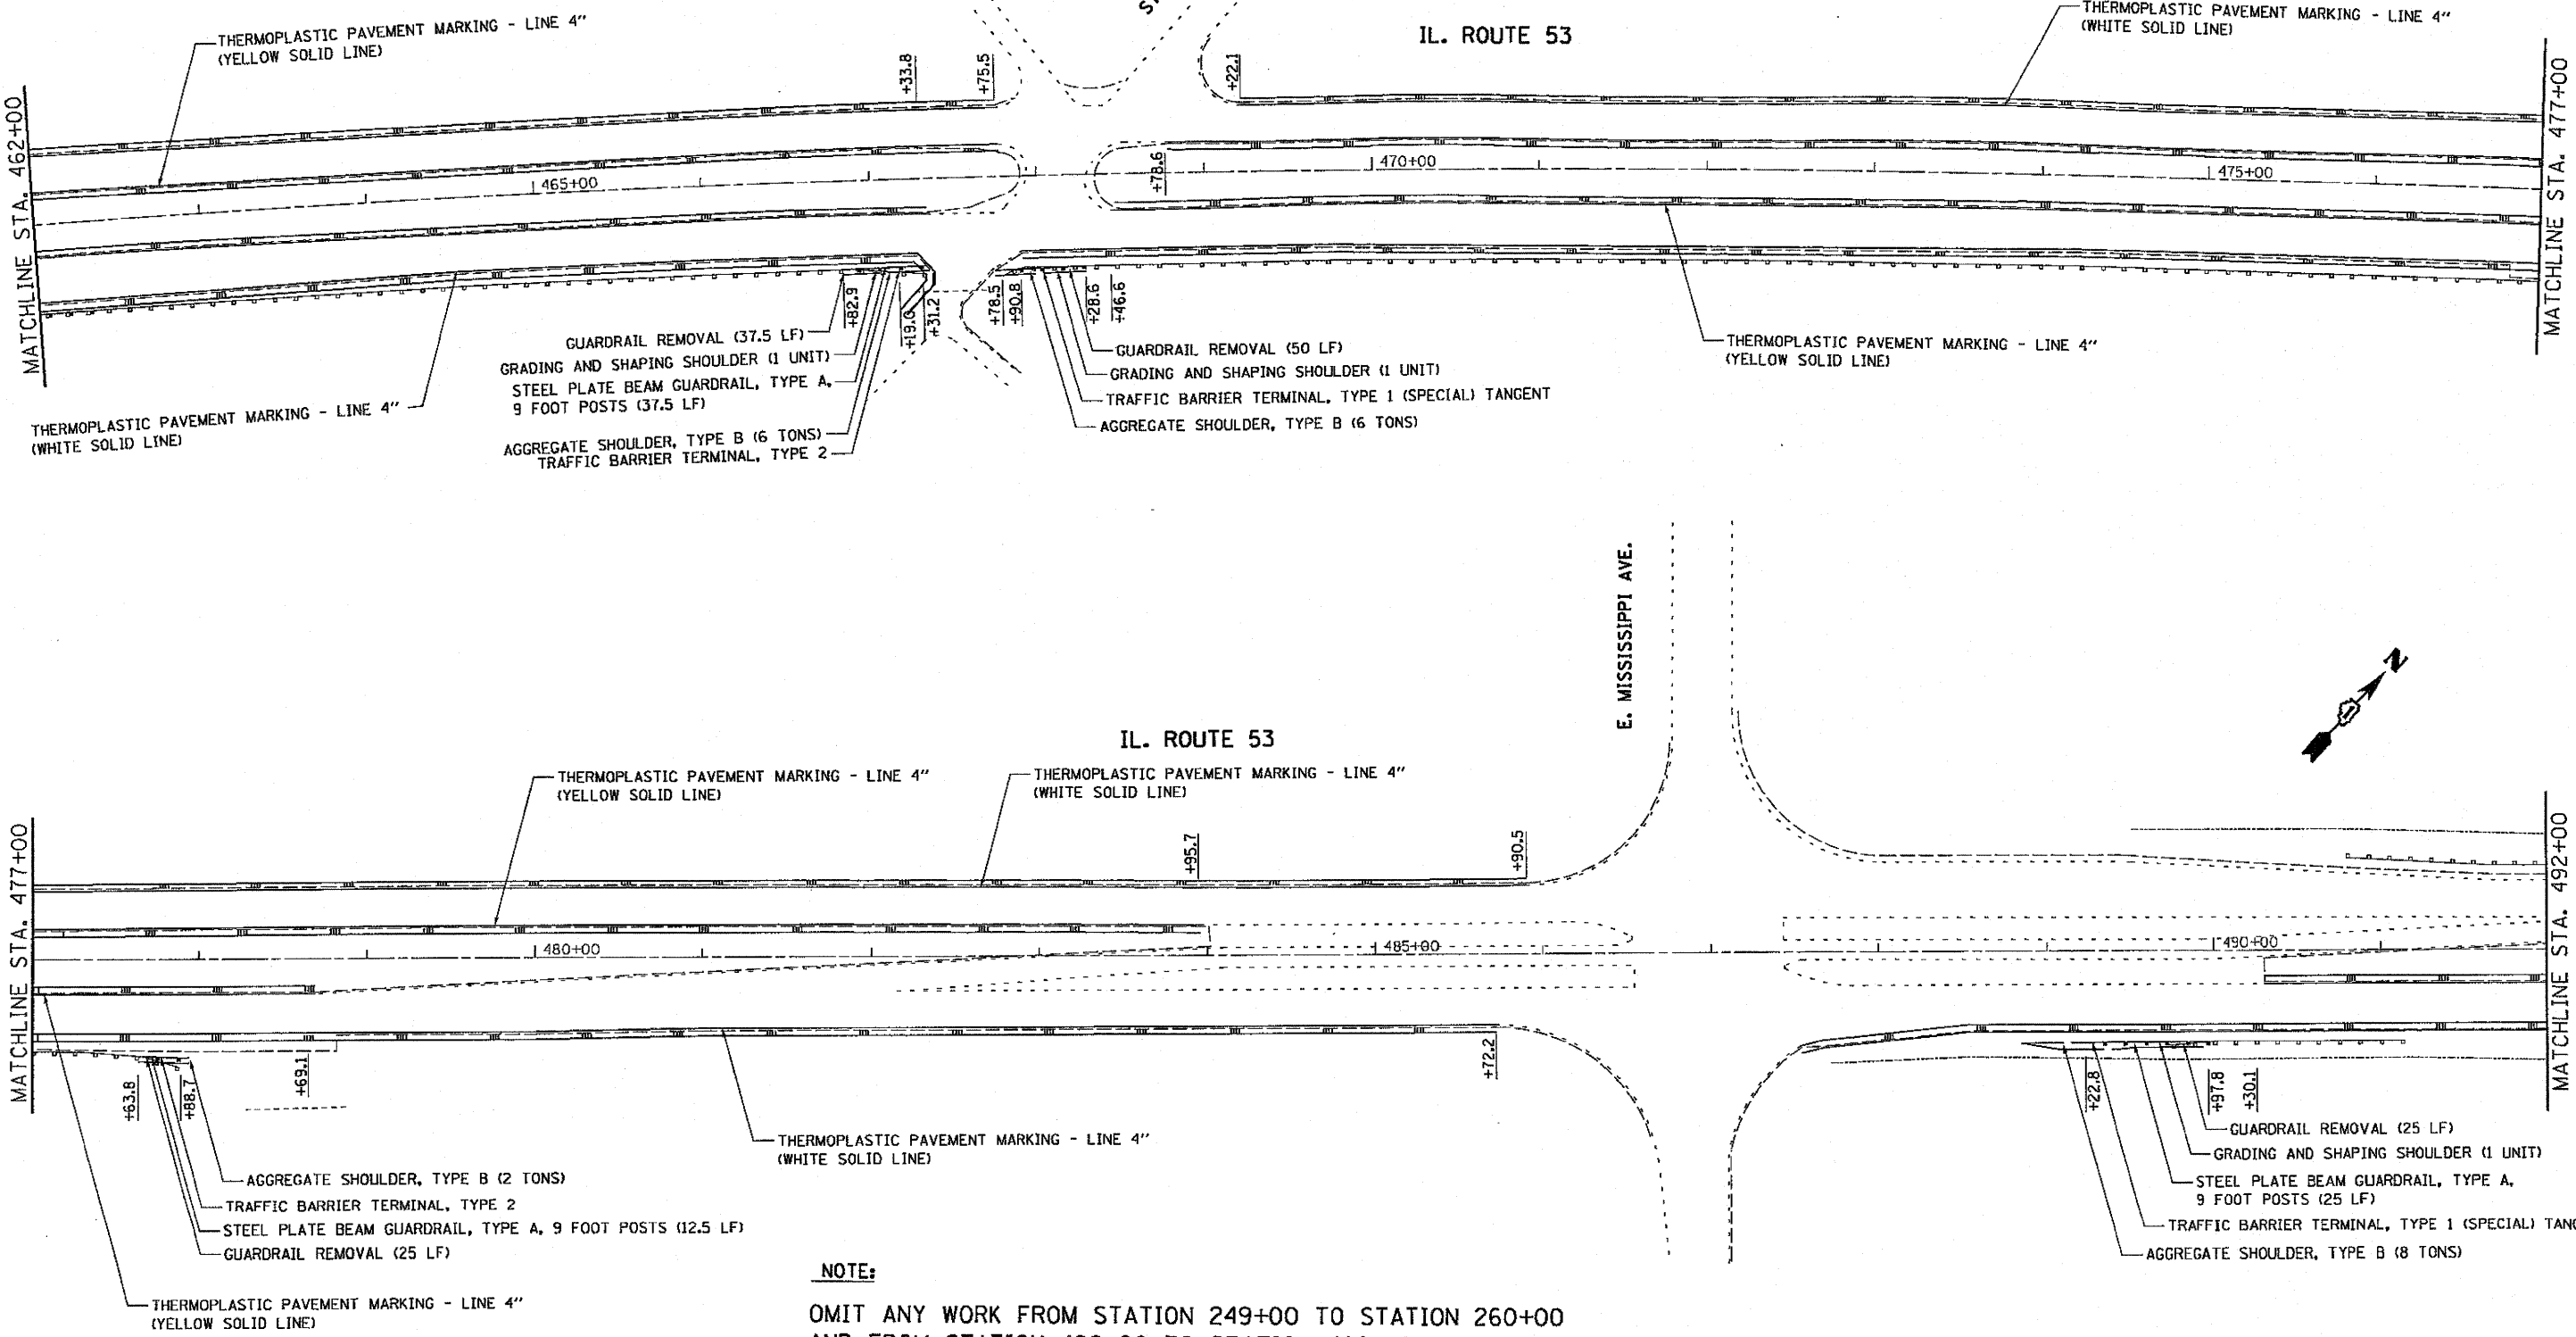 THERMOPLASTIC PAVEMENT MARKING - LINE 4"
(YELLOW SOLID LINE)
IL. ROUTE 53
THERMOPLASTIC PAVEMENT MARKING - LINE 4"
(WHITE SOLID LINE)
MATCHLINE STA. 462+00
+33.8
+75.5
+22.1
MATCHLINE STA. 477+00
465+00
+78.6
470+00
475+00
+82.9
+19.0
+31.2
+78.5
+90.8
+28.6
+46.6
GUARDRAIL REMOVAL (37.5 LF)
GRADING AND SHAPING SHOULDER (1 UNIT)
STEEL PLATE BEAM GUARDRAIL, TYPE A,
9 FOOT POSTS (37.5 LF)
AGGREGATE SHOULDER, TYPE B (6 TONS)
TRAFFIC BARRIER TERMINAL, TYPE 2
THERMOPLASTIC PAVEMENT MARKING - LINE 4"
(WHITE SOLID LINE)
GUARDRAIL REMOVAL (50 LF)
GRADING AND SHAPING SHOULDER (1 UNIT)
TRAFFIC BARRIER TERMINAL, TYPE 1 (SPECIAL) TANGENT
AGGREGATE SHOULDER, TYPE B (6 TONS)
THERMOPLASTIC PAVEMENT MARKING - LINE 4"
(YELLOW SOLID LINE)
E. MISSISSIPPI AVE.
N
IL. ROUTE 53
THERMOPLASTIC PAVEMENT MARKING - LINE 4"
(YELLOW SOLID LINE)
THERMOPLASTIC PAVEMENT MARKING - LINE 4"
(WHITE SOLID LINE)
MATCHLINE STA. 477+00
+95.7
+90.5
MATCHLINE STA. 492+00
480+00
485+00
490+00
+63.8
+88.7
+69.1
+72.2
+22.8
+97.8
+30.1
AGGREGATE SHOULDER, TYPE B (2 TONS)
TRAFFIC BARRIER TERMINAL, TYPE 2
STEEL PLATE BEAM GUARDRAIL, TYPE A, 9 FOOT POSTS (12.5 LF)
GUARDRAIL REMOVAL (25 LF)
THERMOPLASTIC PAVEMENT MARKING - LINE 4"
(YELLOW SOLID LINE)
THERMOPLASTIC PAVEMENT MARKING - LINE 4"
(WHITE SOLID LINE)
GUARDRAIL REMOVAL (25 LF)
GRADING AND SHAPING SHOULDER (1 UNIT)
STEEL PLATE BEAM GUARDRAIL, TYPE A,
9 FOOT POSTS (25 LF)
TRAFFIC BARRIER TERMINAL, TYPE 1 (SPECIAL)
AGGREGATE SHOULDER, TYPE B (8 TONS)
NOTE:
OMIT ANY WORK FROM STATION 249+00 TO STATION 260+00